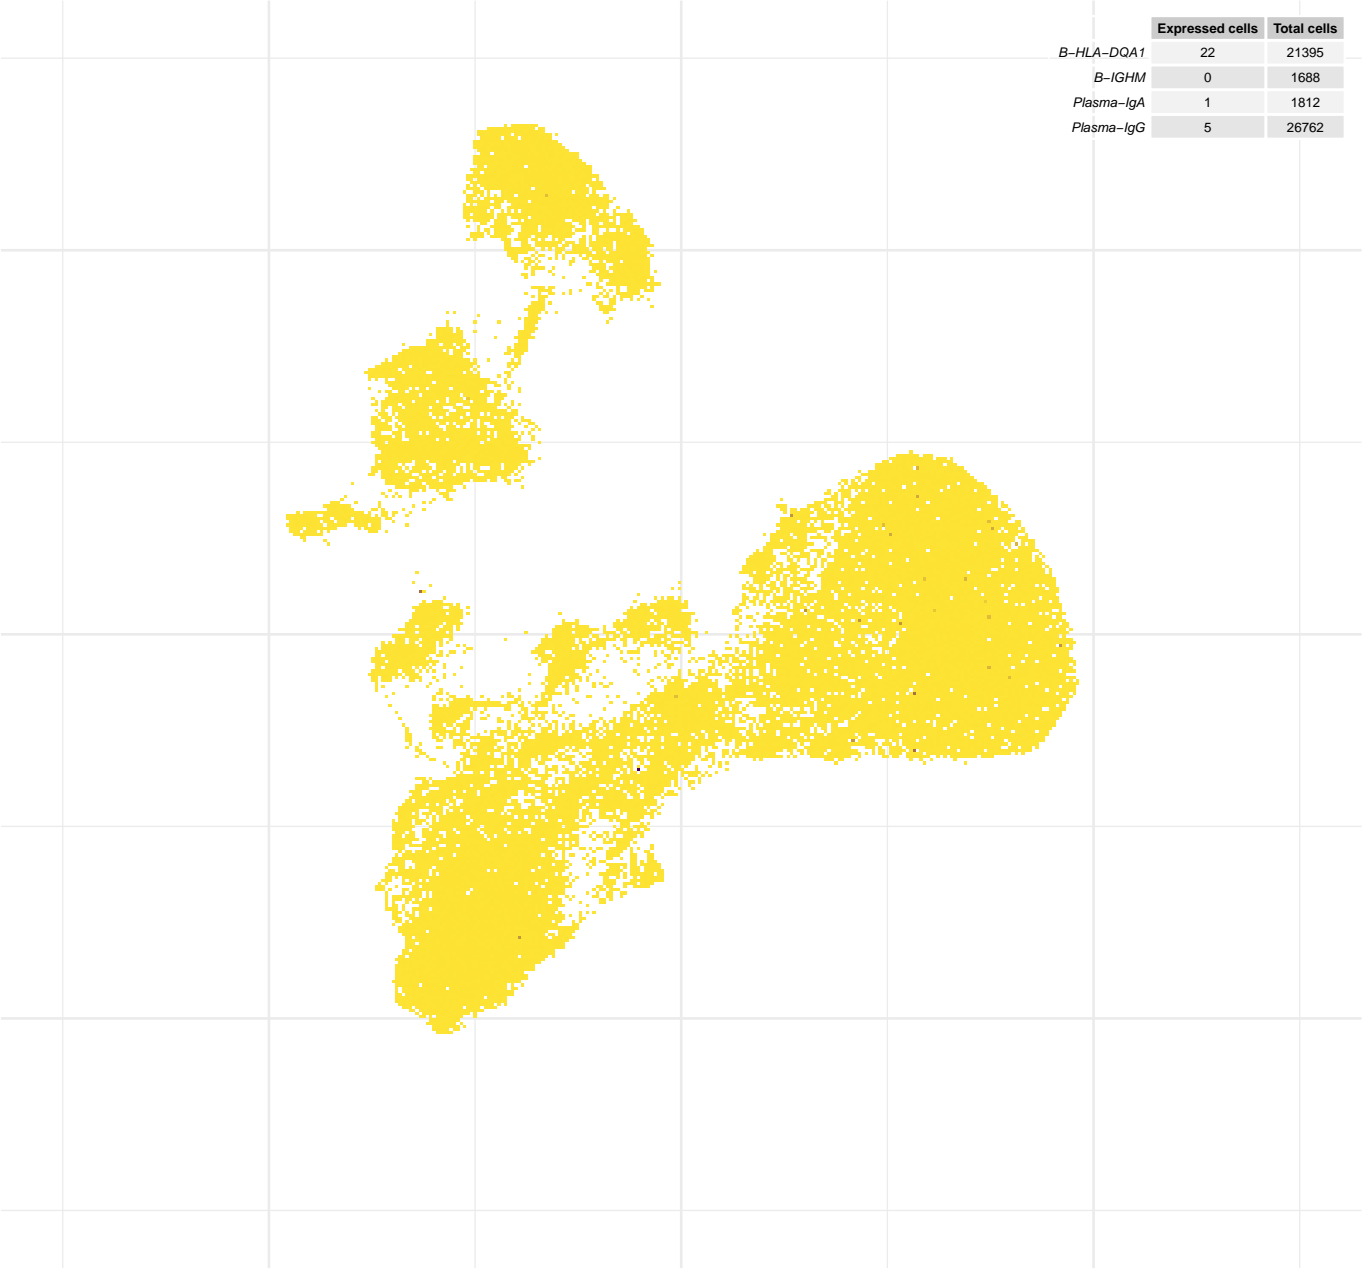 Expressed cells Total cells
B−HLA−DQA1 22 21395
B−IGHM 0 1688
Plasma−IgA 1 1812
Plasma−IgG 5 26762